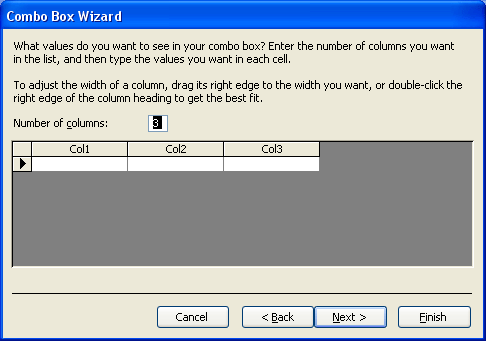 Combo Box Wizard
What values do you want to see in your combo box? Enter the number of columns you want
in the list, and then type the values you want in each cell.
To adjust the width of a column, drag its right edge to the width you want, or double-click the
right edge of the column heading to get the best fit.
Number of columns: 3
Col1 Col2 Col3
Cancel < Back Next > Finish